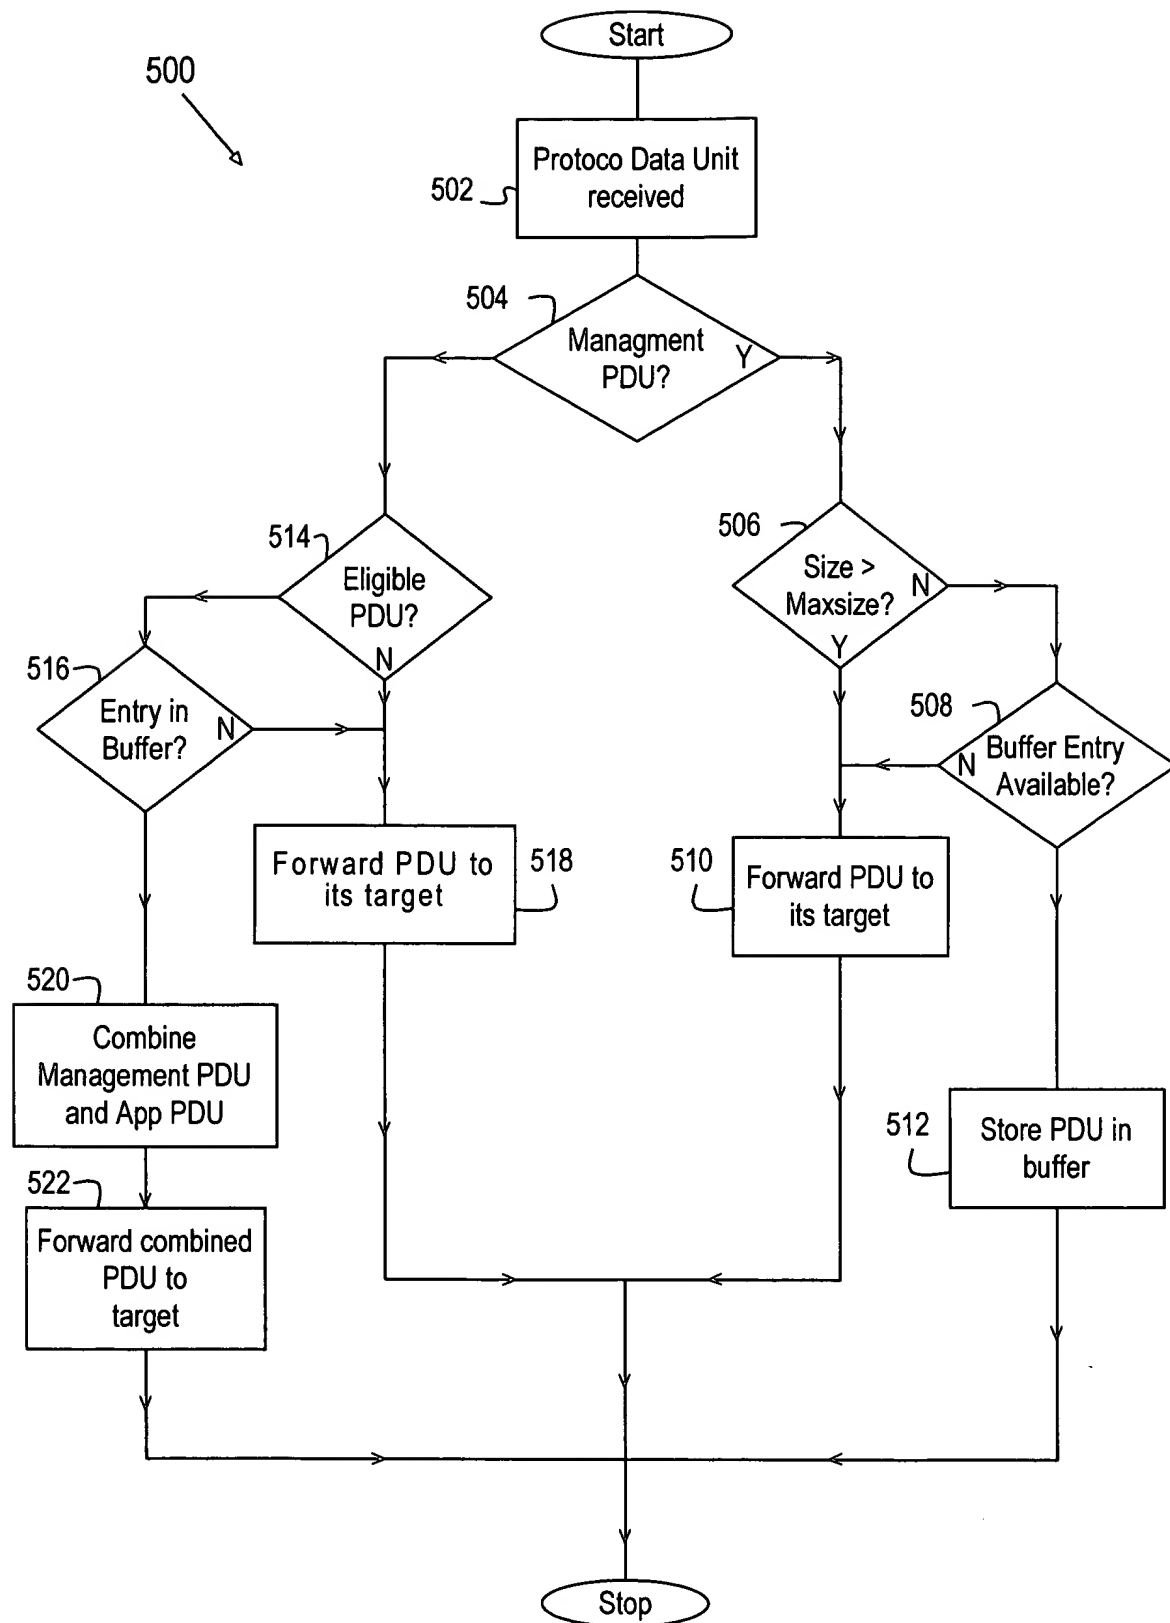 Start
500
Protoco Data Unit
received
502
504
Managment
PDU?
Y
514
Eligible
PDU?
N
506
Size >
Maxsize?
N
Y
516
Entry in
Buffer?
N
508
Buffer Entry
Available?
N
Forward PDU to
its target
518
510
Forward PDU to
its target
520
Combine
Management PDU
and App PDU
512
Store PDU in
buffer
522
Forward combined
PDU to
target
Stop